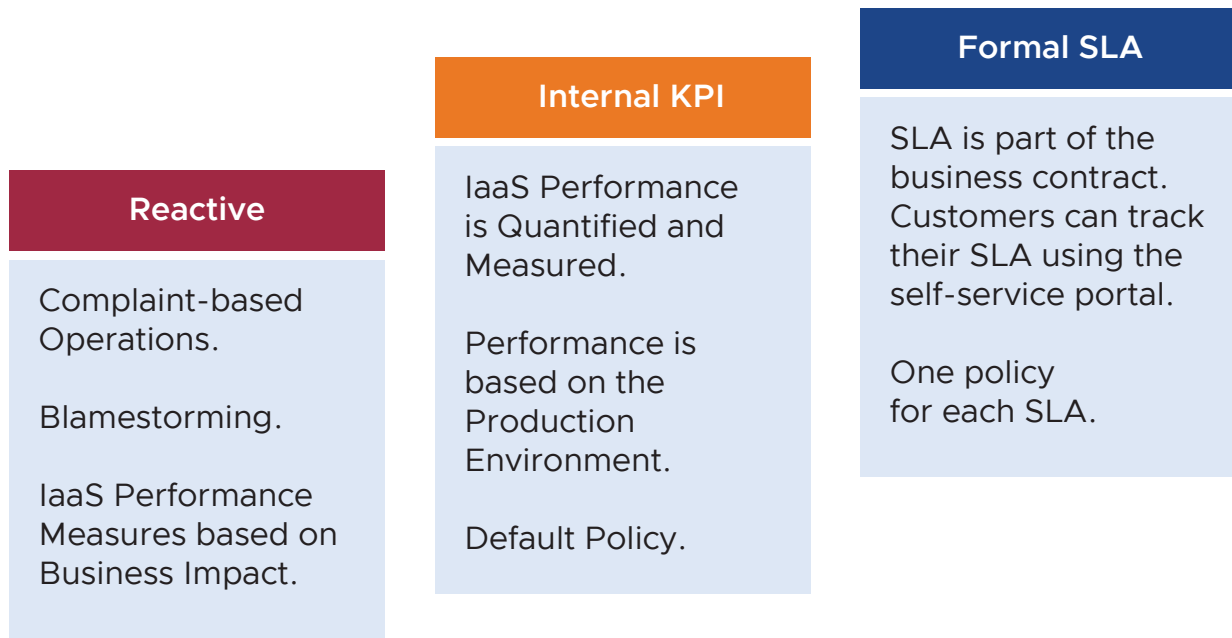 Reactive
Complaint-based
Operations.
Blamestorming.
IaaS Performance
Measures based on
Business Impact.
Internal KPI
IaaS Performance
is Quantified and
Measured.
Performance is
based on the
Production
Environment.
Default Policy.
Formal SLA
SLA is part of the
business contract.
Customers can track
their SLA using the
self-service portal.
One policy
for each SLA.